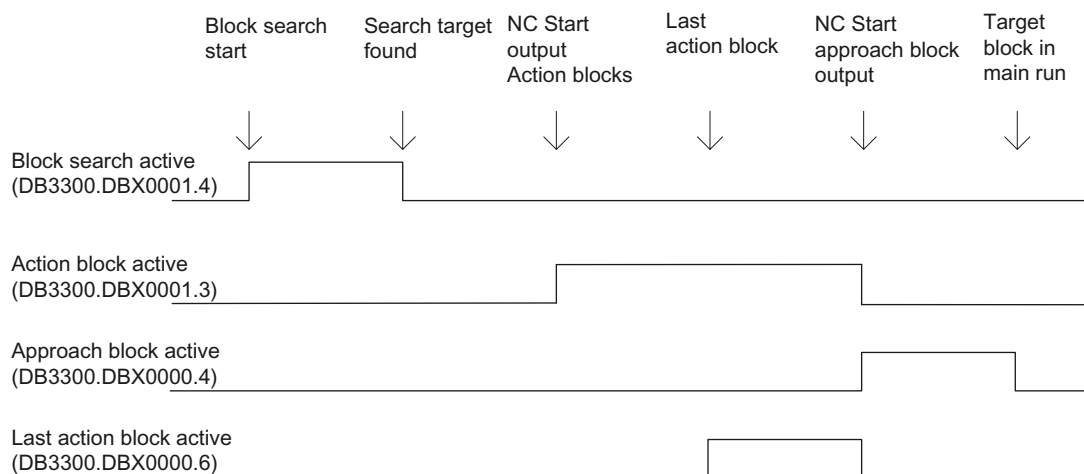 Block search
start
Search target
found
NC Start
output
Action blocks
Last
action block
NC Start
approach block
output
Target
block in
main run
Block search active
(DB3300.DBX0001.4)
Action block active
(DB3300.DBX0001.3)
Approach block active
(DB3300.DBX0000.4)
Last action block active
(DB3300.DBX0000.6)